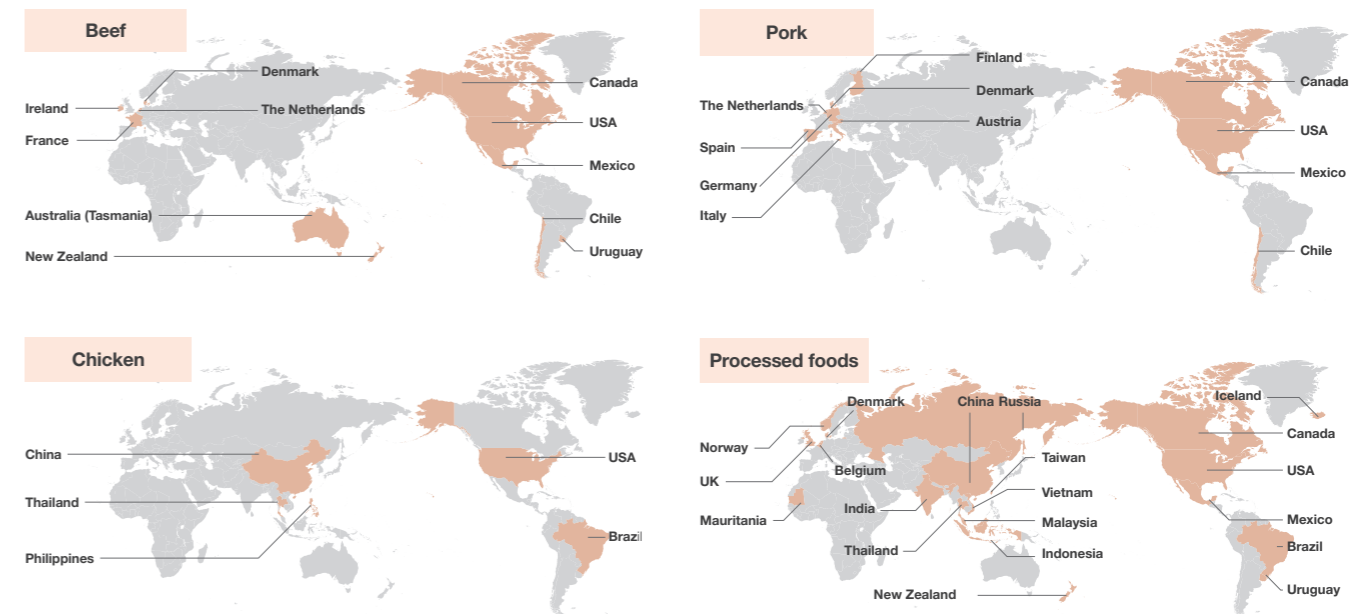 Beef
Denmark
Ireland
The Netherlands
France
Canada
USA
Mexico
Australia (Tasmania)
Chile
New Zealand
Uruguay
Pork
Finland
Canada
The Netherlands
Denmark
Austria
USA
Spain
Mexico
Germany
Italy
Chile
Chicken
China
USA
Thailand
Brazil
Philippines
Processed foods
Denmark
China Russia
Iceland
Norway
Canada
Taiwan
Belgium
USA
UK
Vietnam
India
Mauritania
Malaysia
Mexico
Thailand
Indonesia
Brazil
New Zealand
Uruguay